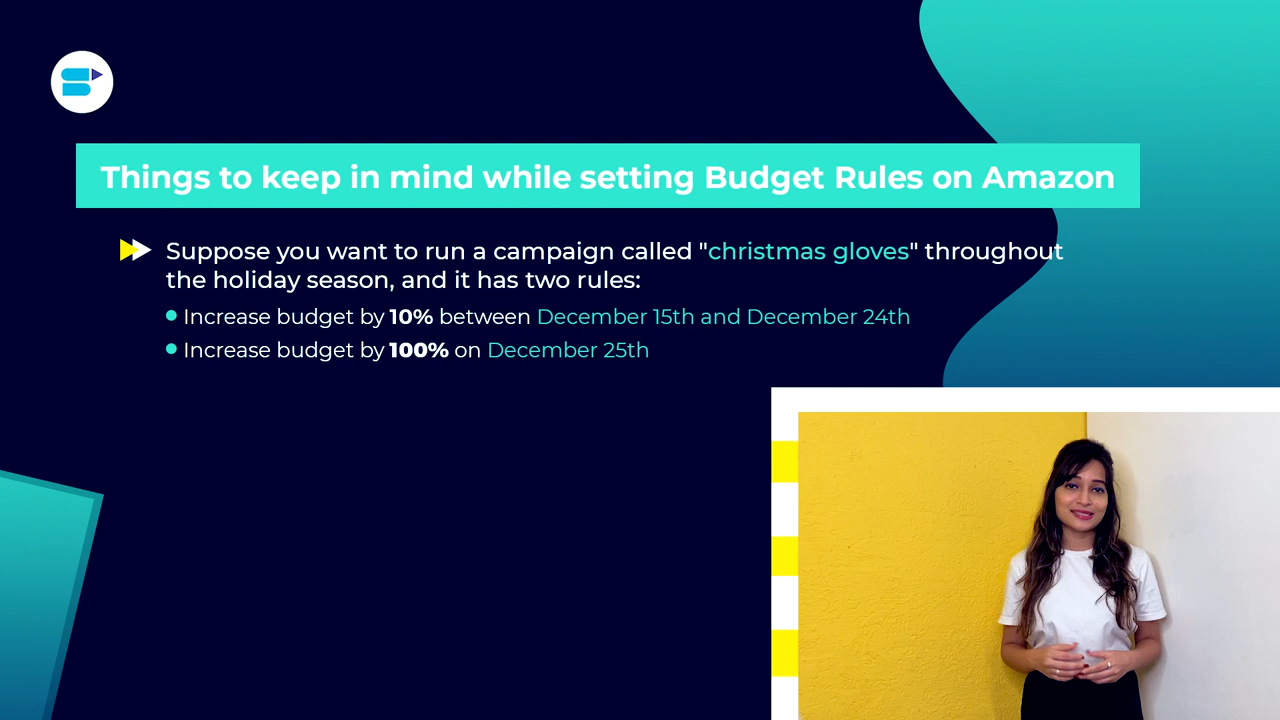 Things to keep in mind while setting Budget Rules on Amazon
Suppose you want to run a campaign called "christmas gloves" throughout
the holiday season, and it has two rules:
Increase budget by 10% between December 15th and December 24th
Increase budget by 100% on December 25th